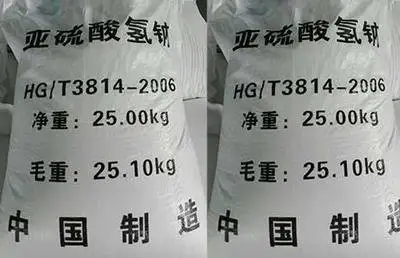 亚硫酸氢钠
HG/T3814-2006
净重：25.00kg
毛重：25.10kg
中国制造
亚硫酸氢钠
HG/T3814-2006
净重：25.00kg
毛重：25.10kg
中国制造